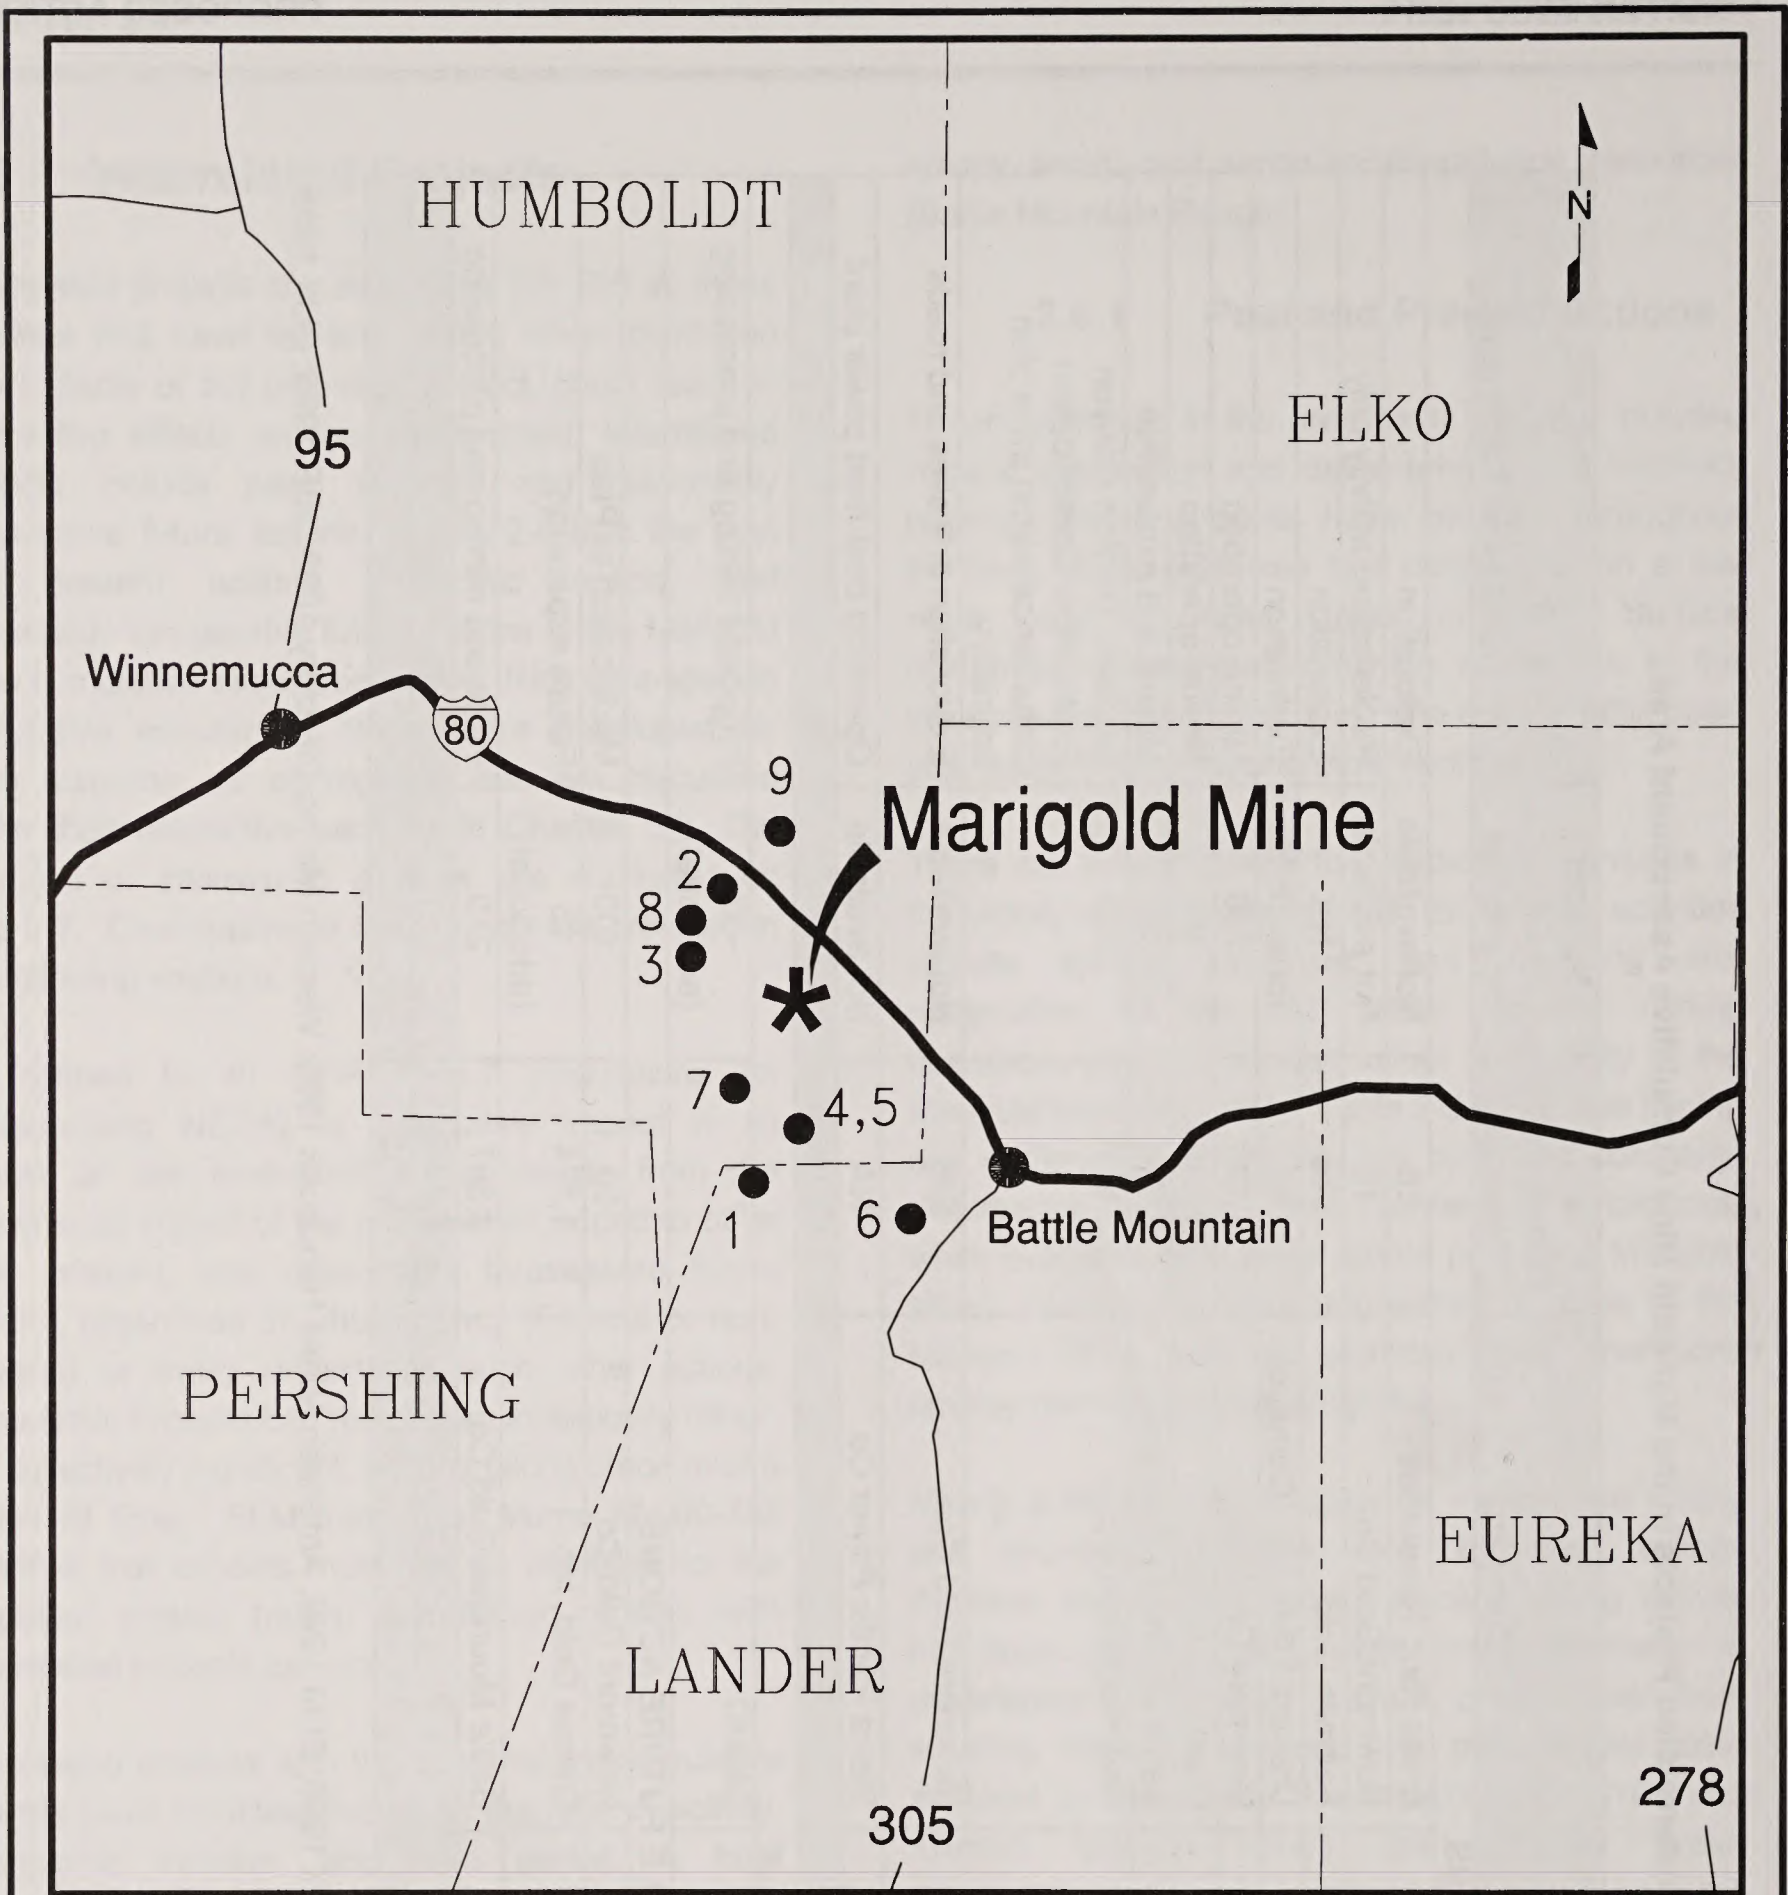 HUMBOLDT
N
ELKO
95
Winnemucca
80
9
Marigold Mine
2
8
3
7
4,5
1
6
Battle Mountain
PERSHING
EUREKA
LANDER
278
305